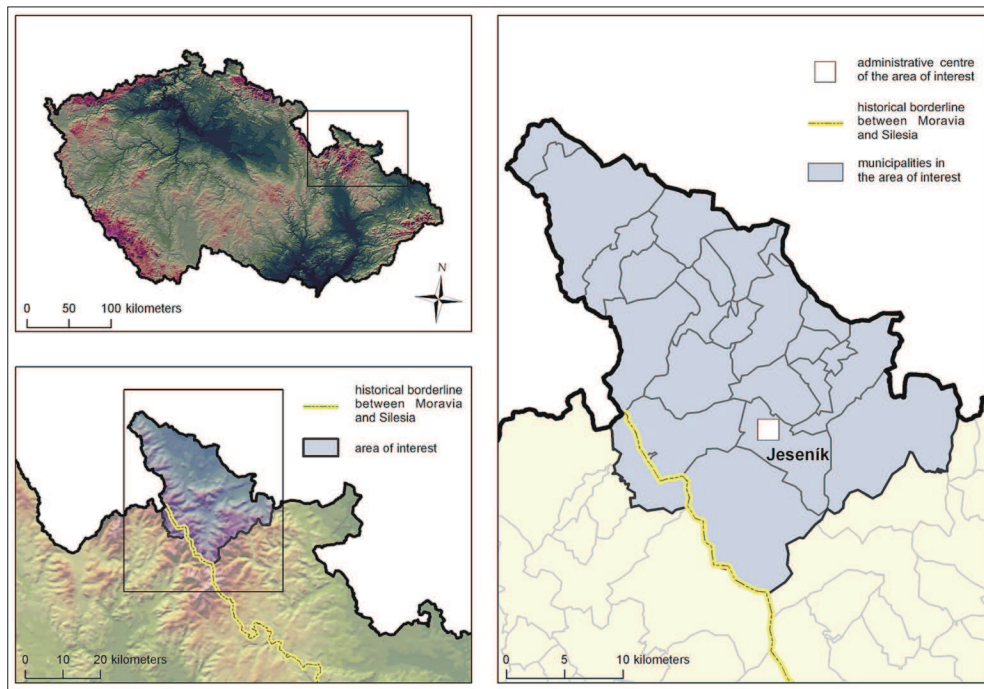 N
0 50 100 kilometers
historical borderline
between Moravia
and Silesia
area of interest
0 10 20 kilometers
administrative centre
of the area of interest
historical borderline
between Moravia
and Silesia
municipalities in
the area of interest
Jeseník
0 5 10 kilometers